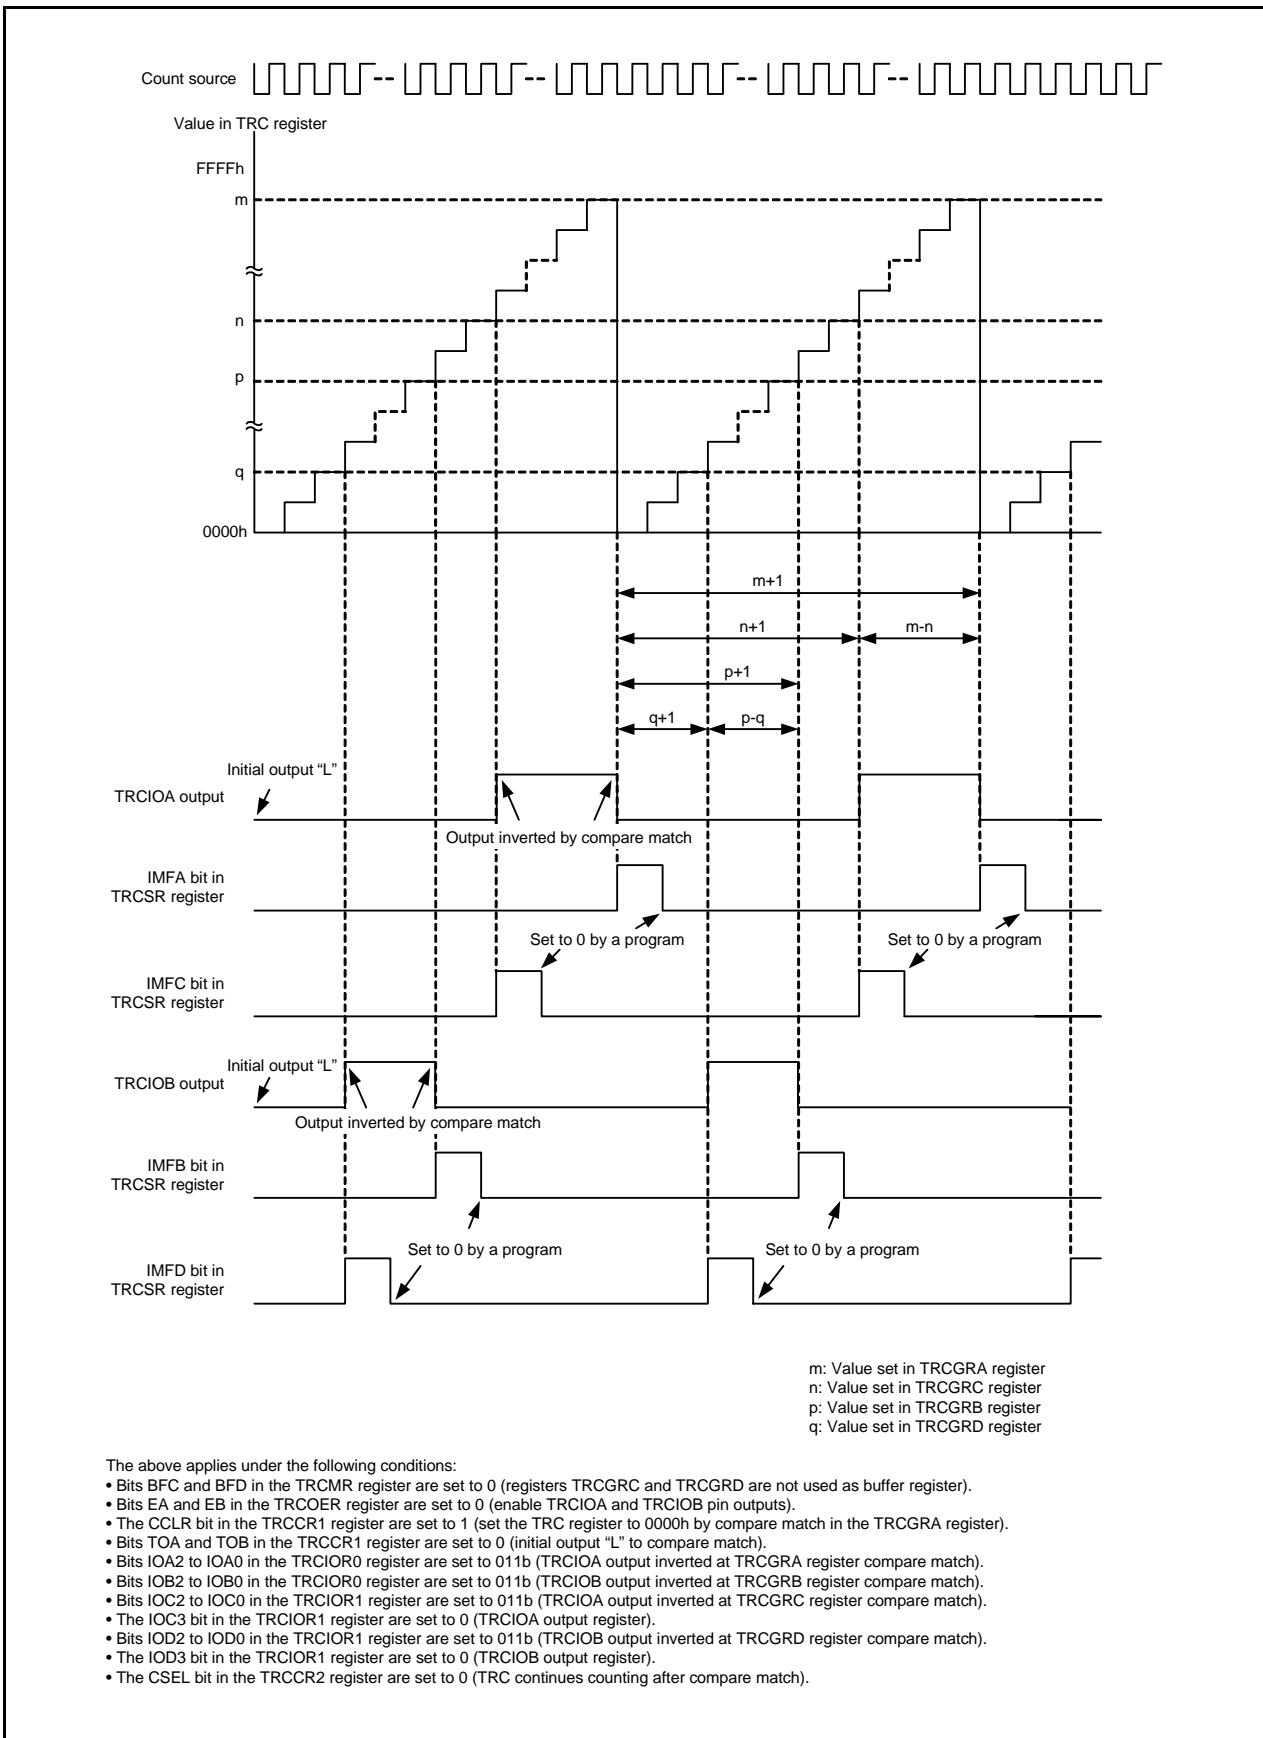 Count source
Value in TRC register
FFFFh
m
n
p
q
0000h
m+1
n+1
m-n
p+1
q+1
p-q
Initial output “L”
TRCIOA output
Output inverted by compare match
IMFA bit in
TRCSR register
Set to 0 by a program
Set to 0 by a program
IMFC bit in
TRCSR register
Initial output “L”
TRCIOB output
Output inverted by compare match
IMFB bit in
TRCSR register
Set to 0 by a program
Set to 0 by a program
IMFD bit in
TRCSR register
m: Value set in TRCGRA register
n: Value set in TRCGRC register
p: Value set in TRCGRB register
q: Value set in TRCGRD register
The above applies under the following conditions:
• Bits BFC and BFD in the TRCMR register are set to 0 (registers TRCGRC and TRCGRD are not used as buffer register).
• Bits EA and EB in the TRCOER register are set to 0 (enable TRCIOA and TRCIOB pin outputs).
• The CCLR bit in the TRCCR1 register are set to 1 (set the TRC register to 0000h by compare match in the TRCGRA register).
• Bits TOA and TOB in the TRCCR1 register are set to 0 (initial output “L” to compare match).
• Bits IOA2 to IOA0 in the TRCIOR0 register are set to 011b (TRCIOA output inverted at TRCGRA register compare match).
• Bits IOB2 to IOB0 in the TRCIOR0 register are set to 011b (TRCIOB output inverted at TRCGRB register compare match).
• Bits IOC2 to IOC0 in the TRCIOR1 register are set to 011b (TRCIOA output inverted at TRCGRC register compare match).
• The IOC3 bit in the TRCIOR1 register are set to 0 (TRCIOA output register).
• Bits IOD2 to IOD0 in the TRCIOR1 register are set to 011b (TRCIOB output inverted at TRCGRD register compare match).
• The IOD3 bit in the TRCIOR1 register are set to 0 (TRCIOB output register).
• The CSEL bit in the TRCCR2 register are set to 0 (TRC continues counting after compare match).